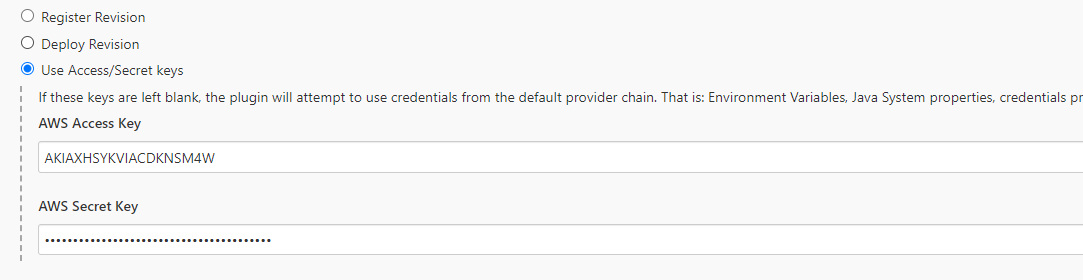 Register Revision
Deploy Revision
Use Access/Secret keys
If these keys are left blank, the plugin will attempt to use credentials from the default provider chain. That is: Environment Variables, Java System properties, credentials pr
AWS Access Key
AKIAXHSYKVIACDKNSM4W
AWS Secret Key
••••••••••••••••••••••••••••••••••••••••